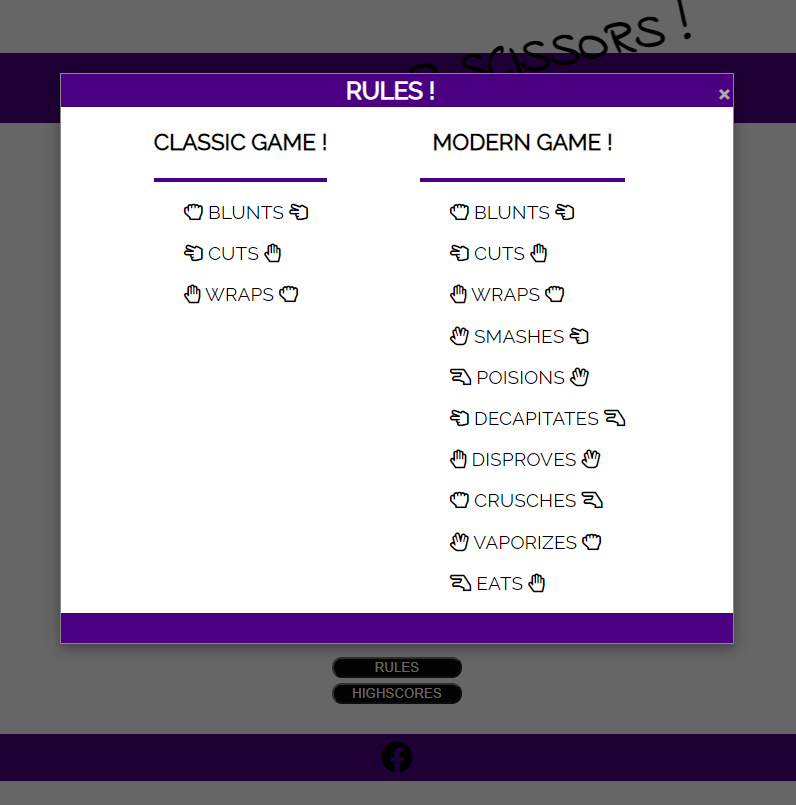 SCISSORS !
RULES !
×
CLASSIC GAME !
BLUNTS
CUTS
WRAPS
MODERN GAME !
BLUNTS
CUTS
WRAPS
SMASHES
POISIONS
DECAPITATES
DISPROVES
CRUSCHES
VAPORIZES
EATS
RULES
HIGHSCORES